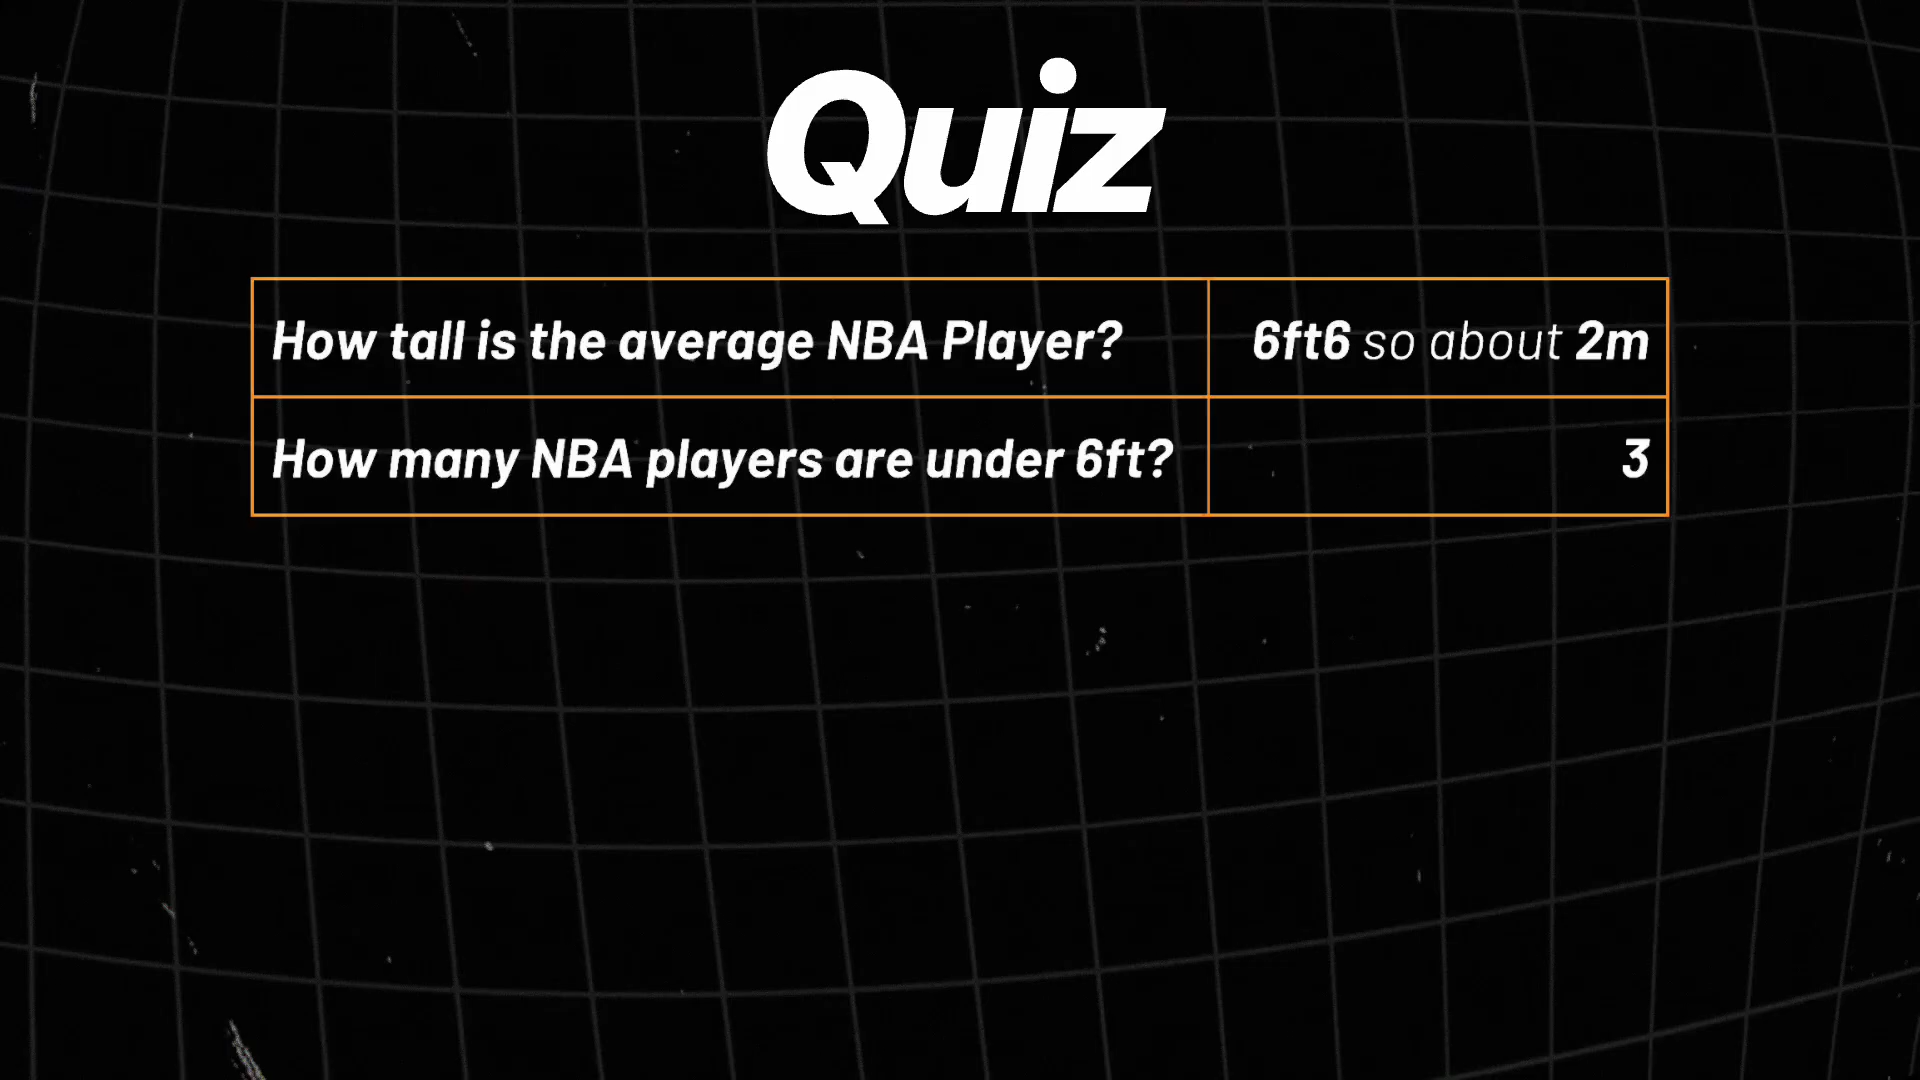 Quiz
How tall is the average NBA Player? 6ft6 so about 2m
How many NBA players are under 6ft? 3